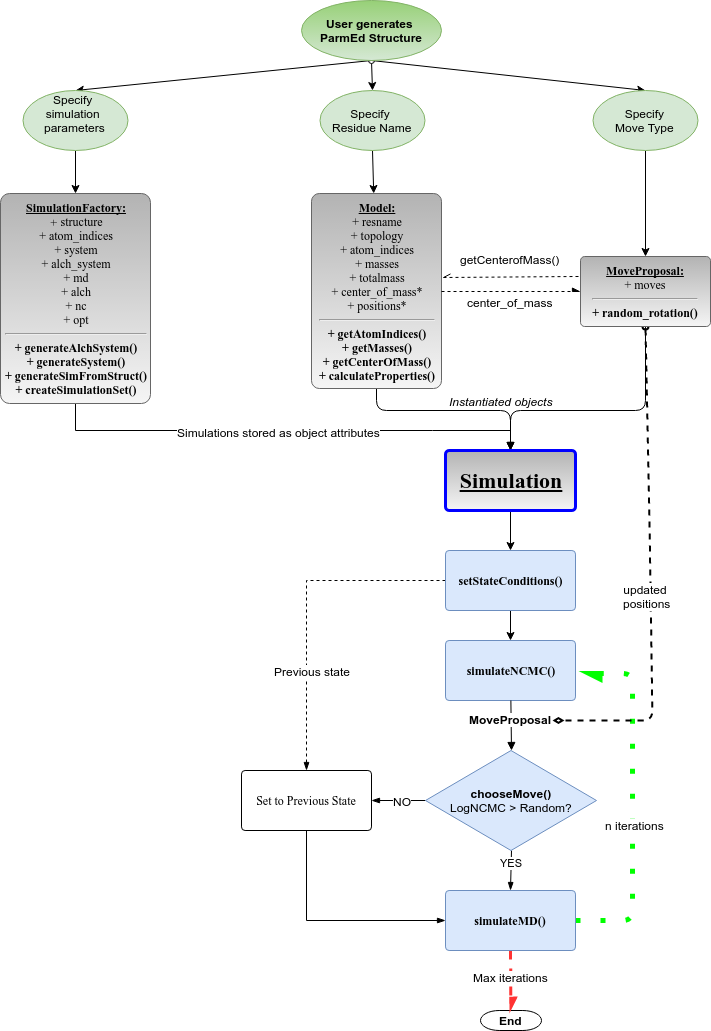 User generates
ParmEd Structure
Specify
simulation
parameters
Specify
Residue Name
Specify
Move Type
SimulationFactory:
+ structure
+ atom_indices
+ system
+ alch_system
+ md
+ alch
+ nc
+ opt
+ generateAlchSystem()
+ generateSystem()
+ generateSimFromStruct()
+ createSimulationSet()
Model:
+ resname
+ topology
+ atom_indices
+ masses
+ totalmass
+ center_of_mass*
+ positions*
+ getAtomIndices()
+ getMasses()
+ getCenterOfMass()
+ calculateProperties()
getCenterofMass()
center_of_mass
MoveProposal:
+ moves
+ random_rotation()
Instantiated objects
Simulations stored as object attributes
Simulation
setStateConditions()
updated
positions
simulateNCMC()
Previous state
MoveProposal
chooseMove()
LogNCMC > Random?
NO
Set to Previous State
n iterations
YES
simulateMD()
Max iterations
End